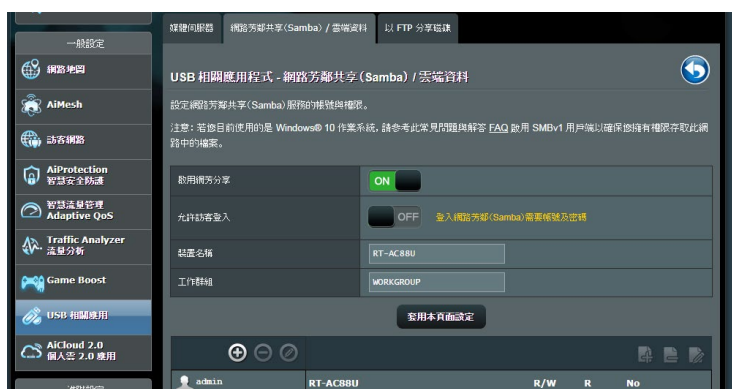 媒體伺服器
網路芳鄰共享(Samba) / 雲端資料
以 FTP 分享磁碟
一般設定
網路地圖
AiMesh
訪客網路
AiProtection
智慧安全防護
智慧流量管理
Adaptive QoS
Traffic Analyzer
流量分析
Game Boost
USB 相關應用
AiCloud 2.0
個人雲 2.0 應用
USB 相關應用程式 - 網路芳鄰共享(Samba) / 雲端資料
設定網路芳鄰共享(Samba)服務的帳號與權限。
注意: 若您目前使用的是 Windows® 10 作業系統, 請參考此常見問題與解答 FAQ 啟用 SMBv1 用戶端以確保您擁有權限存取此網
路中的檔案。
啟用網芳分享
ON
允許訪客登入
OFF
登入網路芳鄰(Samba)需要帳號及密碼
裝置名稱
RT-AC88U
工作群組
WORKGROUP
套用本頁面設定
admin
RT-AC88U
R/W
R
No